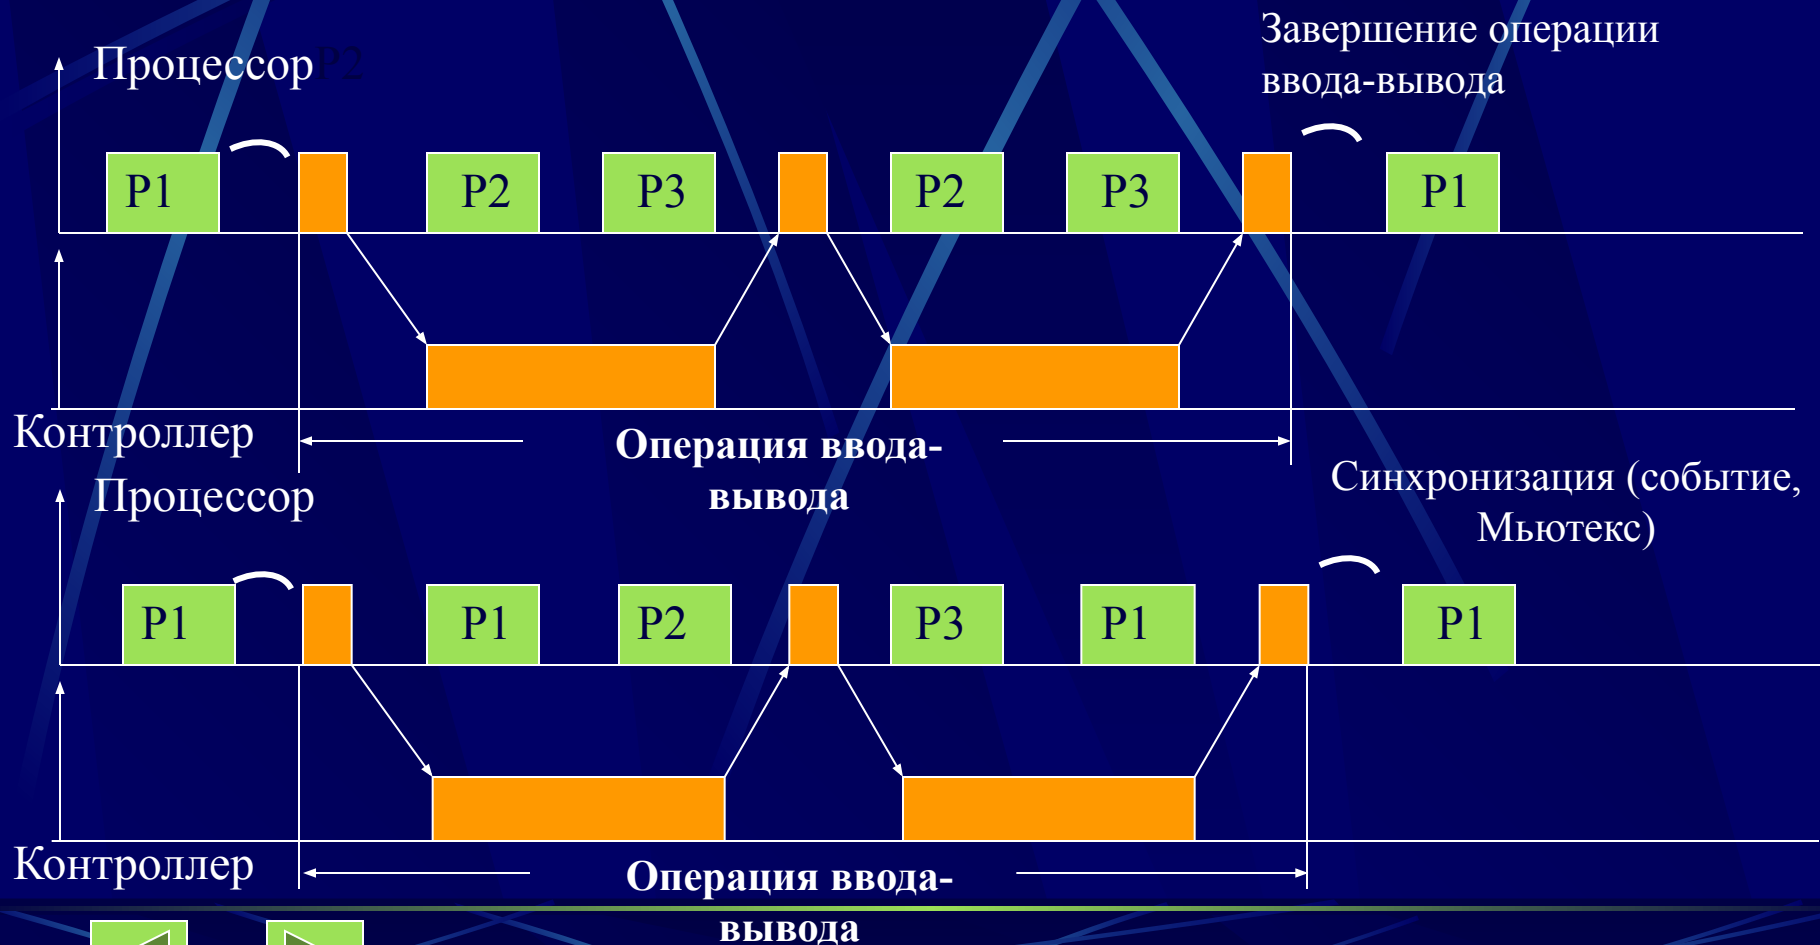 ПроцессорP2
Завершение операции
ввода-вывода
P1
P2
P3
P2
P3
P1
Контроллер
Операция ввода-
вывода
Процессор
Синхронизация (событие,
Мьютекс)
P1
P1
P2
P3
P1
P1
Контроллер
Операция ввода-
вывода